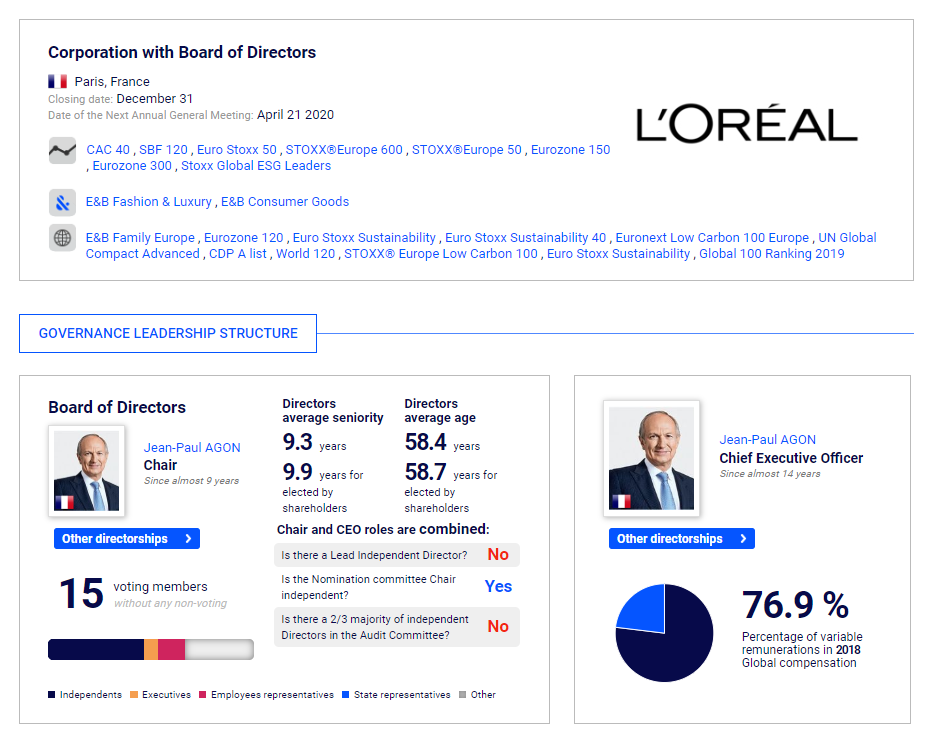 Corporation with Board of Directors
Paris, France
Closing date: December 31
Date of the Next Annual General Meeting: April 21 2020
L'ORÉAL
CAC 40 , SBF 120 , Euro Stoxx 50 , STOXX®Europe 600 , STOXX®Europe 50 , Eurozone 150
, Eurozone 300 , Stoxx Global ESG Leaders
E&B Fashion & Luxury , E&B Consumer Goods
E&B Family Europe , Eurozone 120 , Euro Stoxx Sustainability , Euro Stoxx Sustainability 40 , Euronext Low Carbon 100 Europe , UN Global
Compact Advanced , CDP A list , World 120 , STOXX® Europe Low Carbon 100 , Euro Stoxx Sustainability , Global 100 Ranking 2019
GOVERNANCE LEADERSHIP STRUCTURE
Board of Directors
Jean-Paul AGON
Chair
Since almost 9 years
Other directorships
15 voting members
without any non-voting
Directors
average seniority
9.3 years
9.9 years for
elected by
shareholders
Directors
average age
58.4 years
58.7 years for
elected by
shareholders
Chair and CEO roles are combined:
Is there a Lead Independent Director? No
Is the Nomination committee Chair
independent? Yes
Is there a 2/3 majority of independent
Directors in the Audit Committee? No
Independents Executives Employees representatives State representatives Other
Jean-Paul AGON
Chief Executive Officer
Since almost 14 years
Other directorships
76.9 %
Percentage of variable
remunerations in 2018
Global compensation